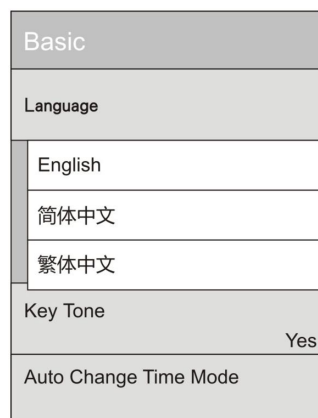 Basic
Language
English
简体中文
繁体中文
Key Tone
Yes
Auto Change Time Mode